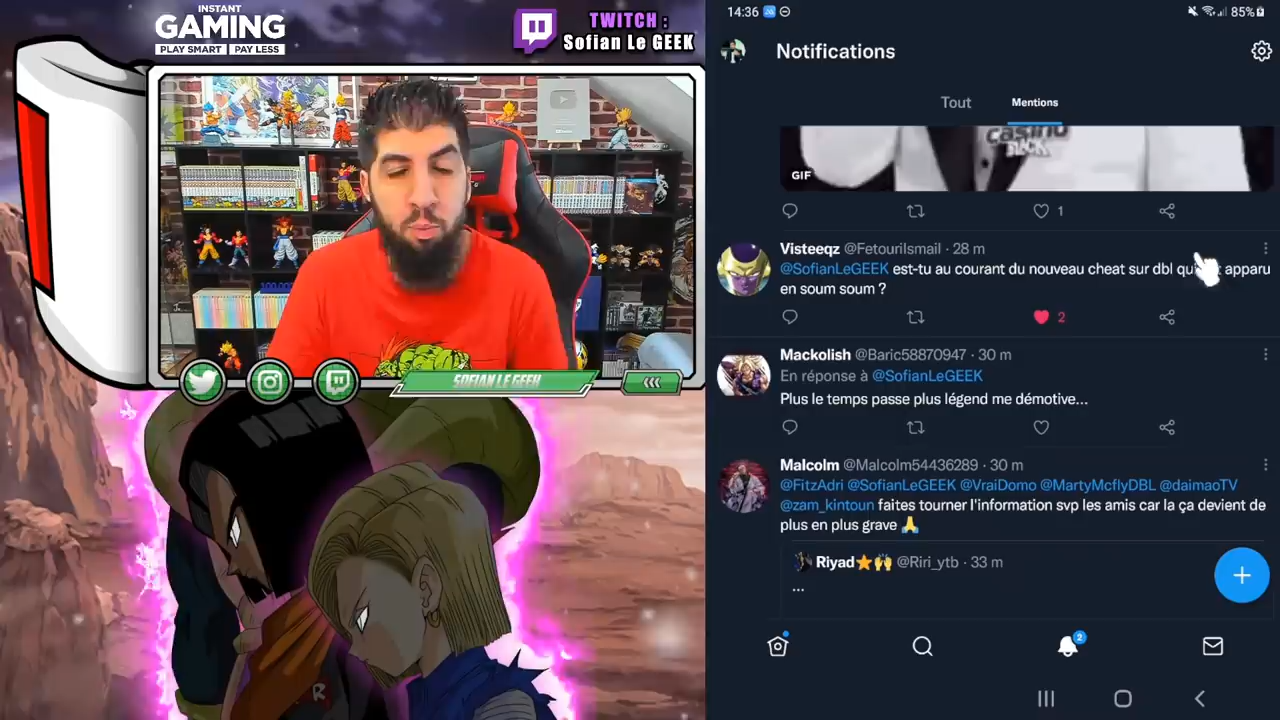 INSTANT
GAMING
PLAY SMART | PAY LESS
TWITCH :
Sofian Le GEEK
SOFIAN LE GEEK
14:36
85%
Notifications
Tout
Mentions
casino
BLACK
GIF
1
Visteeqz @FetouriIsmail · 28 m
@SofianLeGEEK est-tu au courant du nouveau cheat sur dbl apparu
en soum soum ?
2
Mackolish @Baric58870947 · 30 m
En réponse à @SofianLeGEEK
Plus le temps passe plus légend me démotive...
Malcolm @Malcolm54436289 · 30 m
@FitzAdri @SofianLeGEEK @VraiDomo @MartyMcflyDBL @daimaoTV
@zam_kintoun faites tourner l'information svp les amis car la ça devient de
plus en plus grave 🙏
Riyad⭐🙌 @Riri_ytb · 33 m
...
2